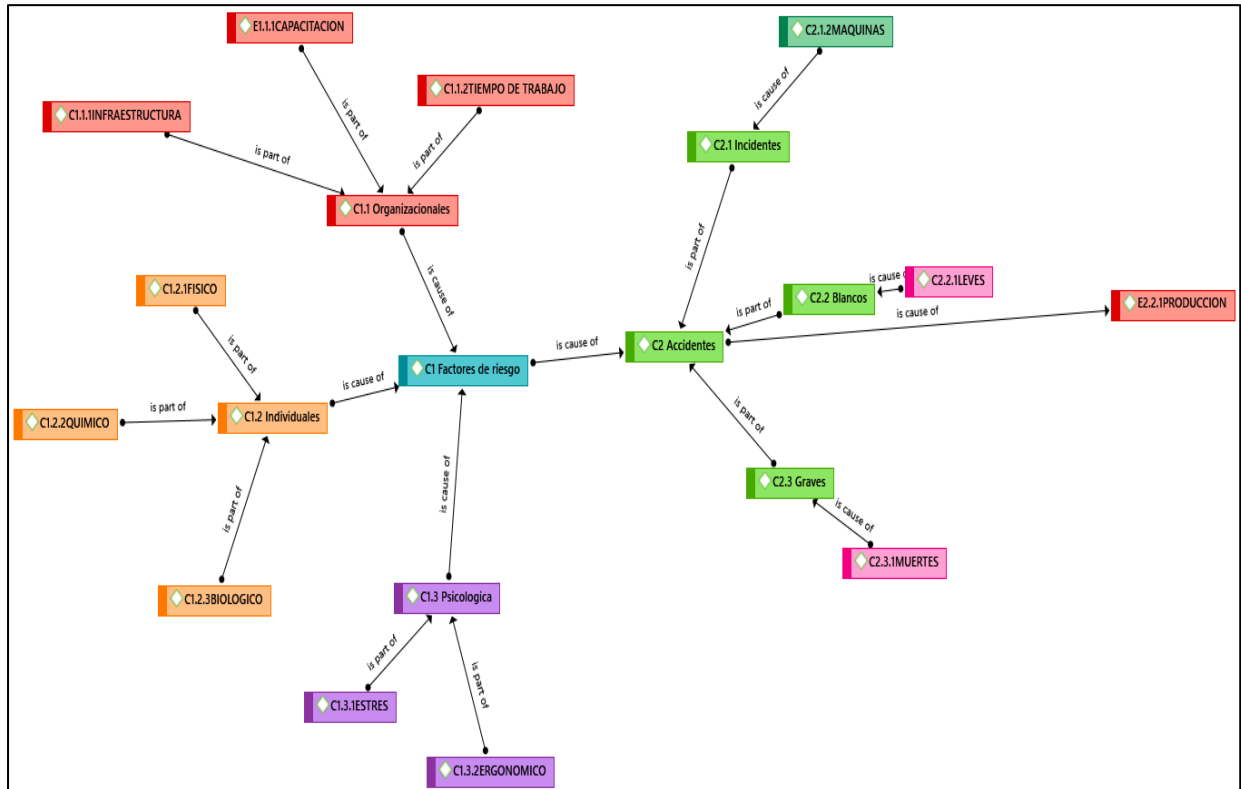 E1.1.1CAPACITACION
C2.1.2MAQUINAS
C1.1.2TIEMPO DE TRABAJO
C1.1.1INFRAESTRUCTURA
is part of
is part of
is part of
is cause of
C2.1 Incidentes
C1.1 Organizacionales
is cause of
is part of
C1.2.1FISICO
is part of
C2.2 Blancos
is cause o
C2.2.1LEVES
is part of
is cause of
E2.2.1PRODUCCION
C2 Accidentes
is cause of
C1 Factores de riesgo
is cause of
C1.2 Individuales
is part of
C1.2.2QUIMICO
is part of
is part of
C2.3 Graves
is cause of
is cause of
C2.3.1MUERTES
C1.2.3BIOLOGICO
C1.3 Psicologica
is part of
is part of
C1.3.1ESTRES
C1.3.2ERGONOMICO